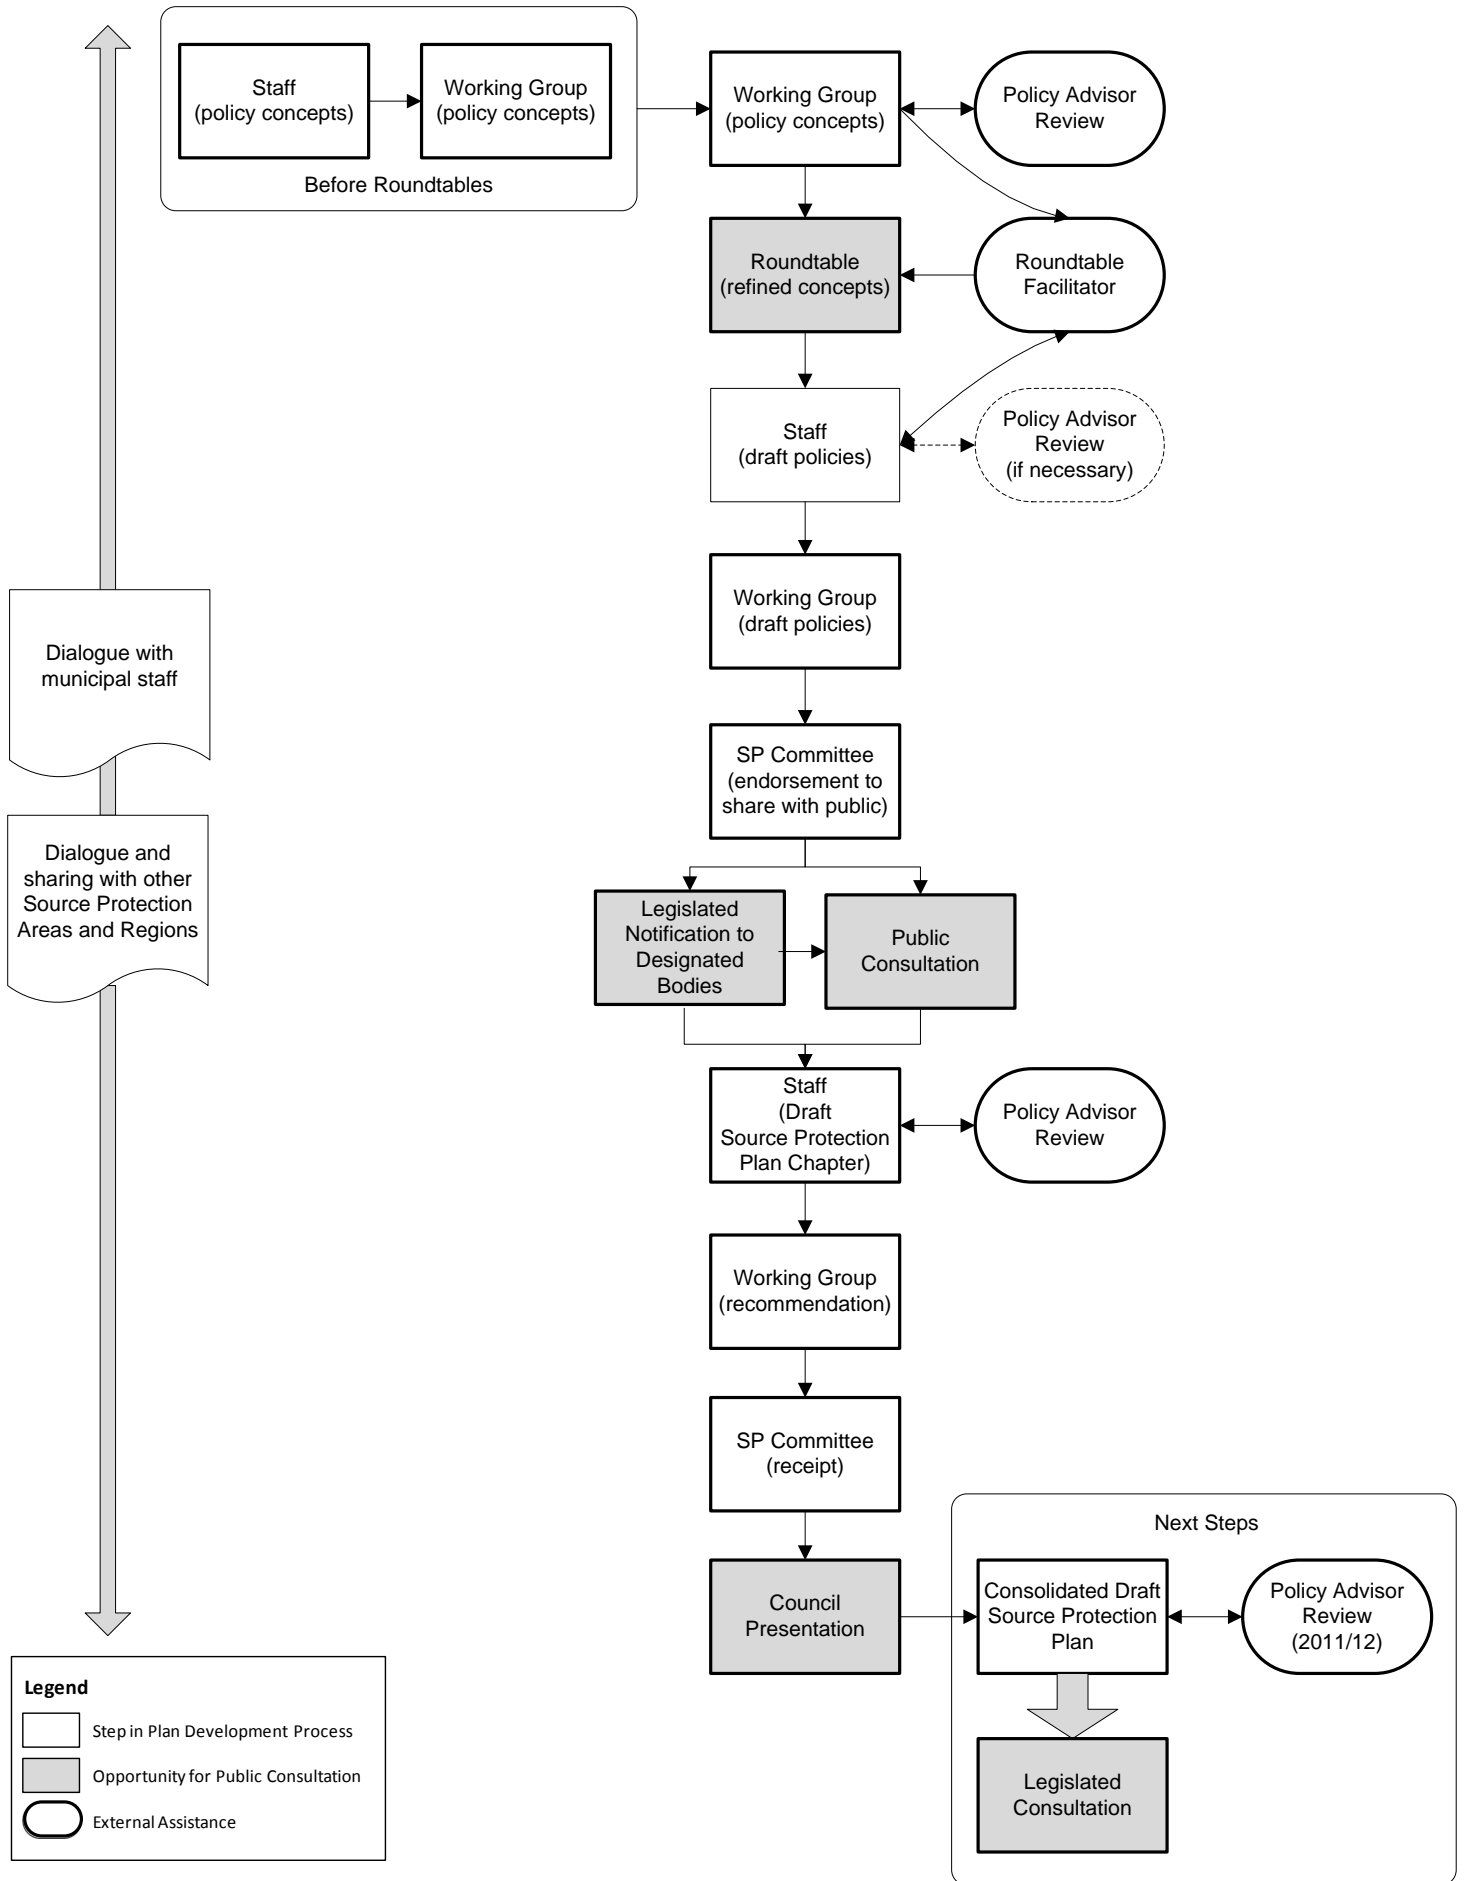 Staff
(policy concepts)
Working Group
(policy concepts)
Before Roundtables
Working Group
(policy concepts)
Policy Advisor
Review
Roundtable
(refined concepts)
Roundtable
Facilitator
Staff
(draft policies)
Policy Advisor
Review
(if necessary)
Working Group
(draft policies)
Dialogue with
municipal staff
SP Committee
(endorsement to
share with public)
Dialogue and
sharing with other
Source Protection
Areas and Regions
Legislated
Notification to
Designated
Bodies
Public
Consultation
Staff
(Draft
Source Protection
Plan Chapter)
Policy Advisor
Review
Working Group
(recommendation)
SP Committee
(receipt)
Council
Presentation
Next Steps
Consolidated Draft
Source Protection
Plan
Policy Advisor
Review
(2011/12)
Legislated
Consultation
Legend
Step in Plan Development Process
Opportunity for Public Consultation
External Assistance